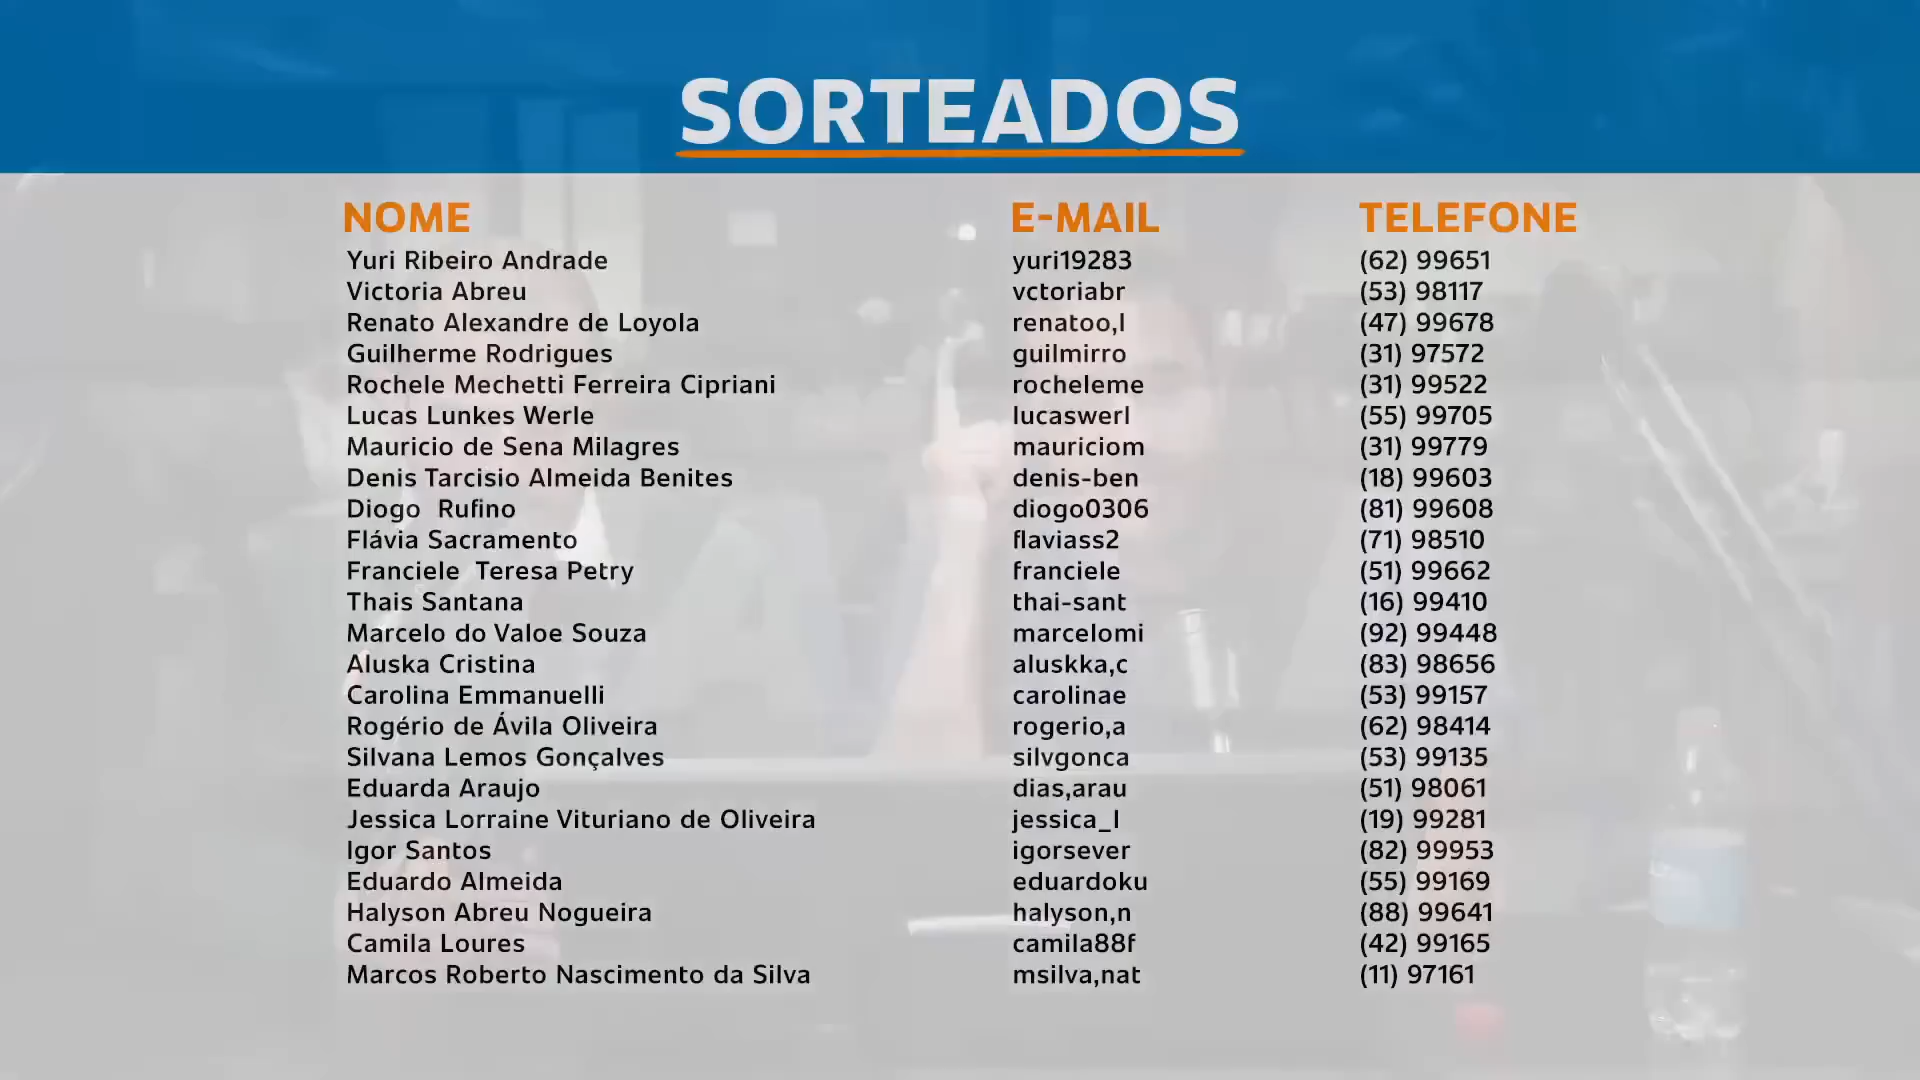 SORTEADOS
NOME E-MAIL TELEFONE
Yuri Ribeiro Andrade yuri19283 (62) 99651
Victoria Abreu vctoriabr (53) 98117
Renato Alexandre de Loyola renatoo,l (47) 99678
Guilherme Rodrigues guilmirro (31) 97572
Rochele Mechetti Ferreira Cipriani rocheleme (31) 99522
Lucas Lunkes Werle lucaswerl (55) 99705
Mauricio de Sena Milagres mauriciom (31) 99779
Denis Tarcisio Almeida Benites denis-ben (18) 99603
Diogo  Rufino diogo0306 (81) 99608
Flávia Sacramento flaviass2 (71) 98510
Franciele  Teresa Petry franciele (51) 99662
Thais Santana thai-sant (16) 99410
Marcelo do Valoe Souza marcelomi (92) 99448
Aluska Cristina aluskka,c (83) 98656
Carolina Emmanuelli carolinae (53) 99157
Rogério de Ávila Oliveira rogerio,a (62) 98414
Silvana Lemos Gonçalves silvgonca (53) 99135
Eduarda Araujo dias,arau (51) 98061
Jessica Lorraine Vituriano de Oliveira jessica_l (19) 99281
Igor Santos igorsever (82) 99953
Eduardo Almeida eduardoku (55) 99169
Halyson Abreu Nogueira halyson,n (88) 99641
Camila Loures camila88f (42) 99165
Marcos Roberto Nascimento da Silva msilva,nat (11) 97161